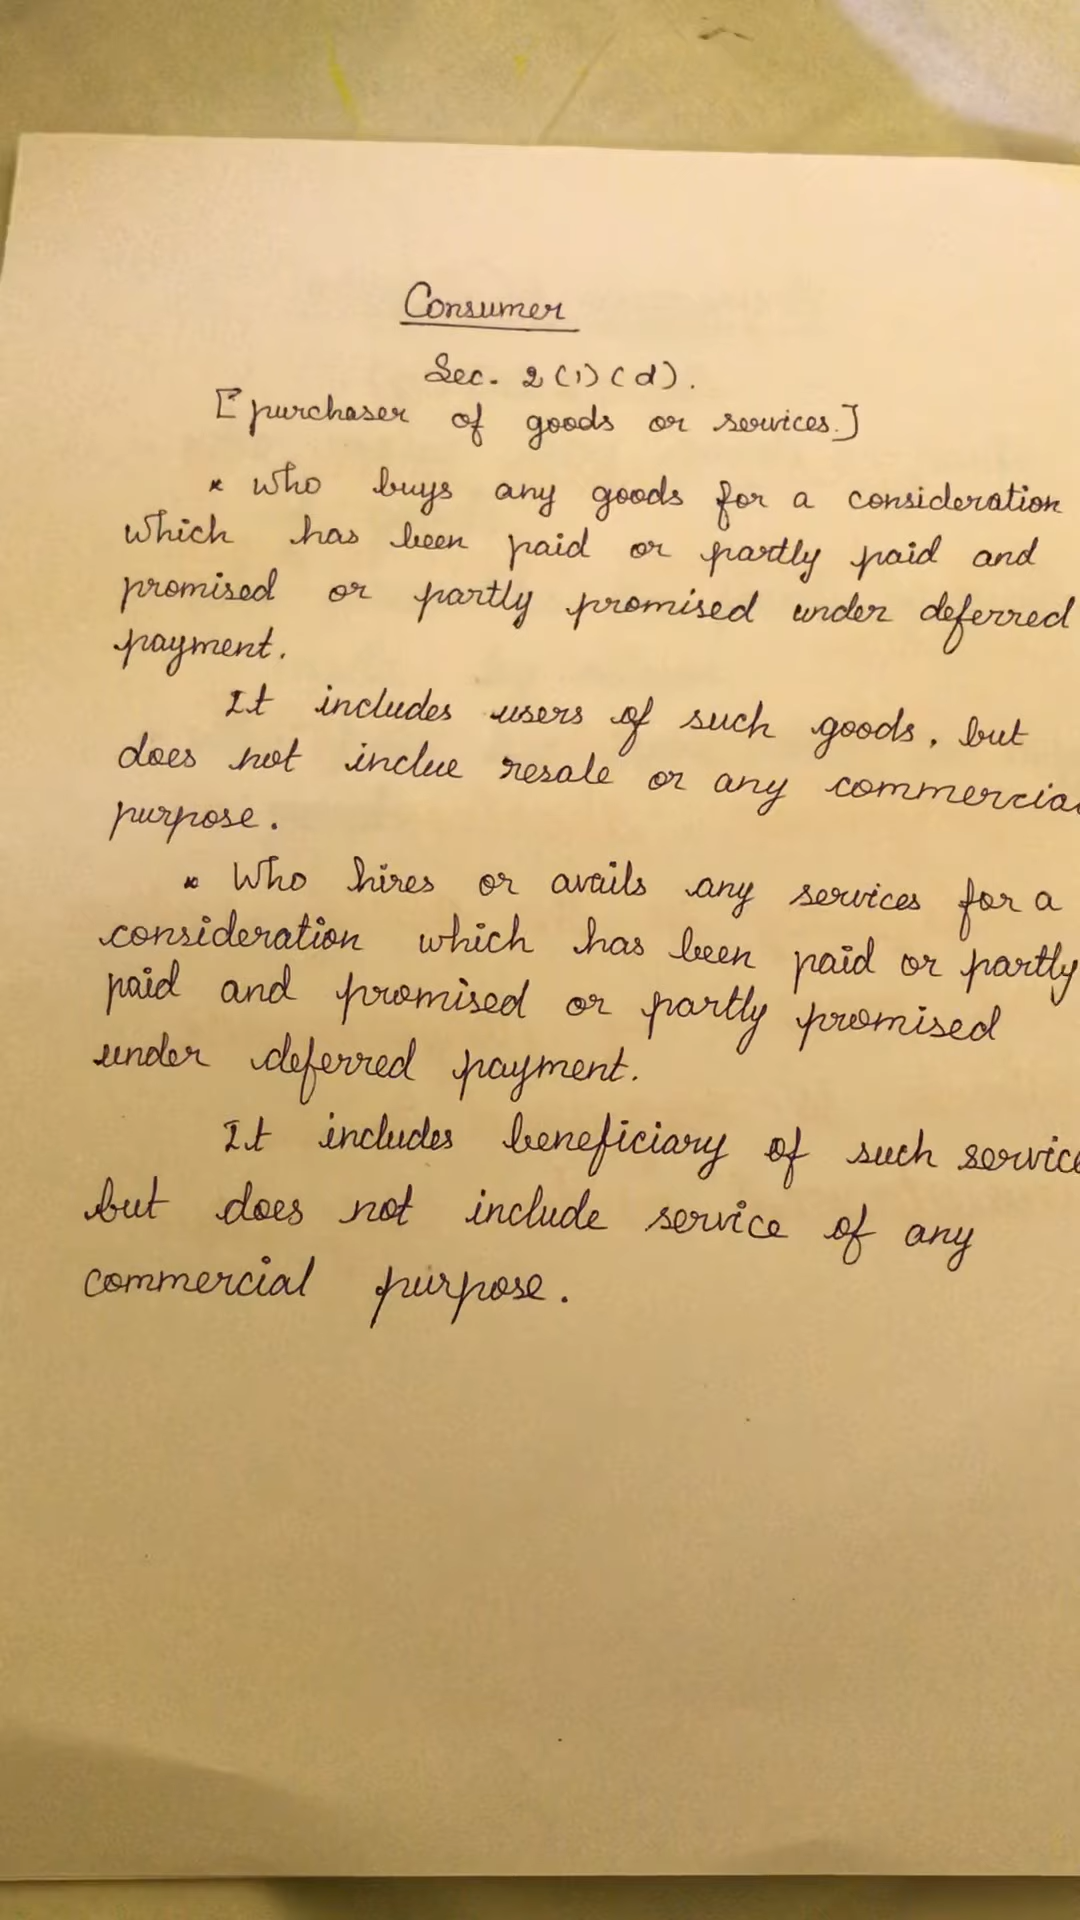 Consumer
Sec. 2 (1) (d).
[purchaser of goods or services.]
* Who buys any goods for a consideration
which has been paid or partly paid and
promised or partly promised under deferred
payment.
It includes users of such goods, but
does not inclue resale or any commercial
purpose.
* Who hires or avails any services for a
consideration which has been paid or partly
paid and promised or partly promised
under deferred payment.
It includes beneficiary of such service
but does not include service of any
commercial purpose.